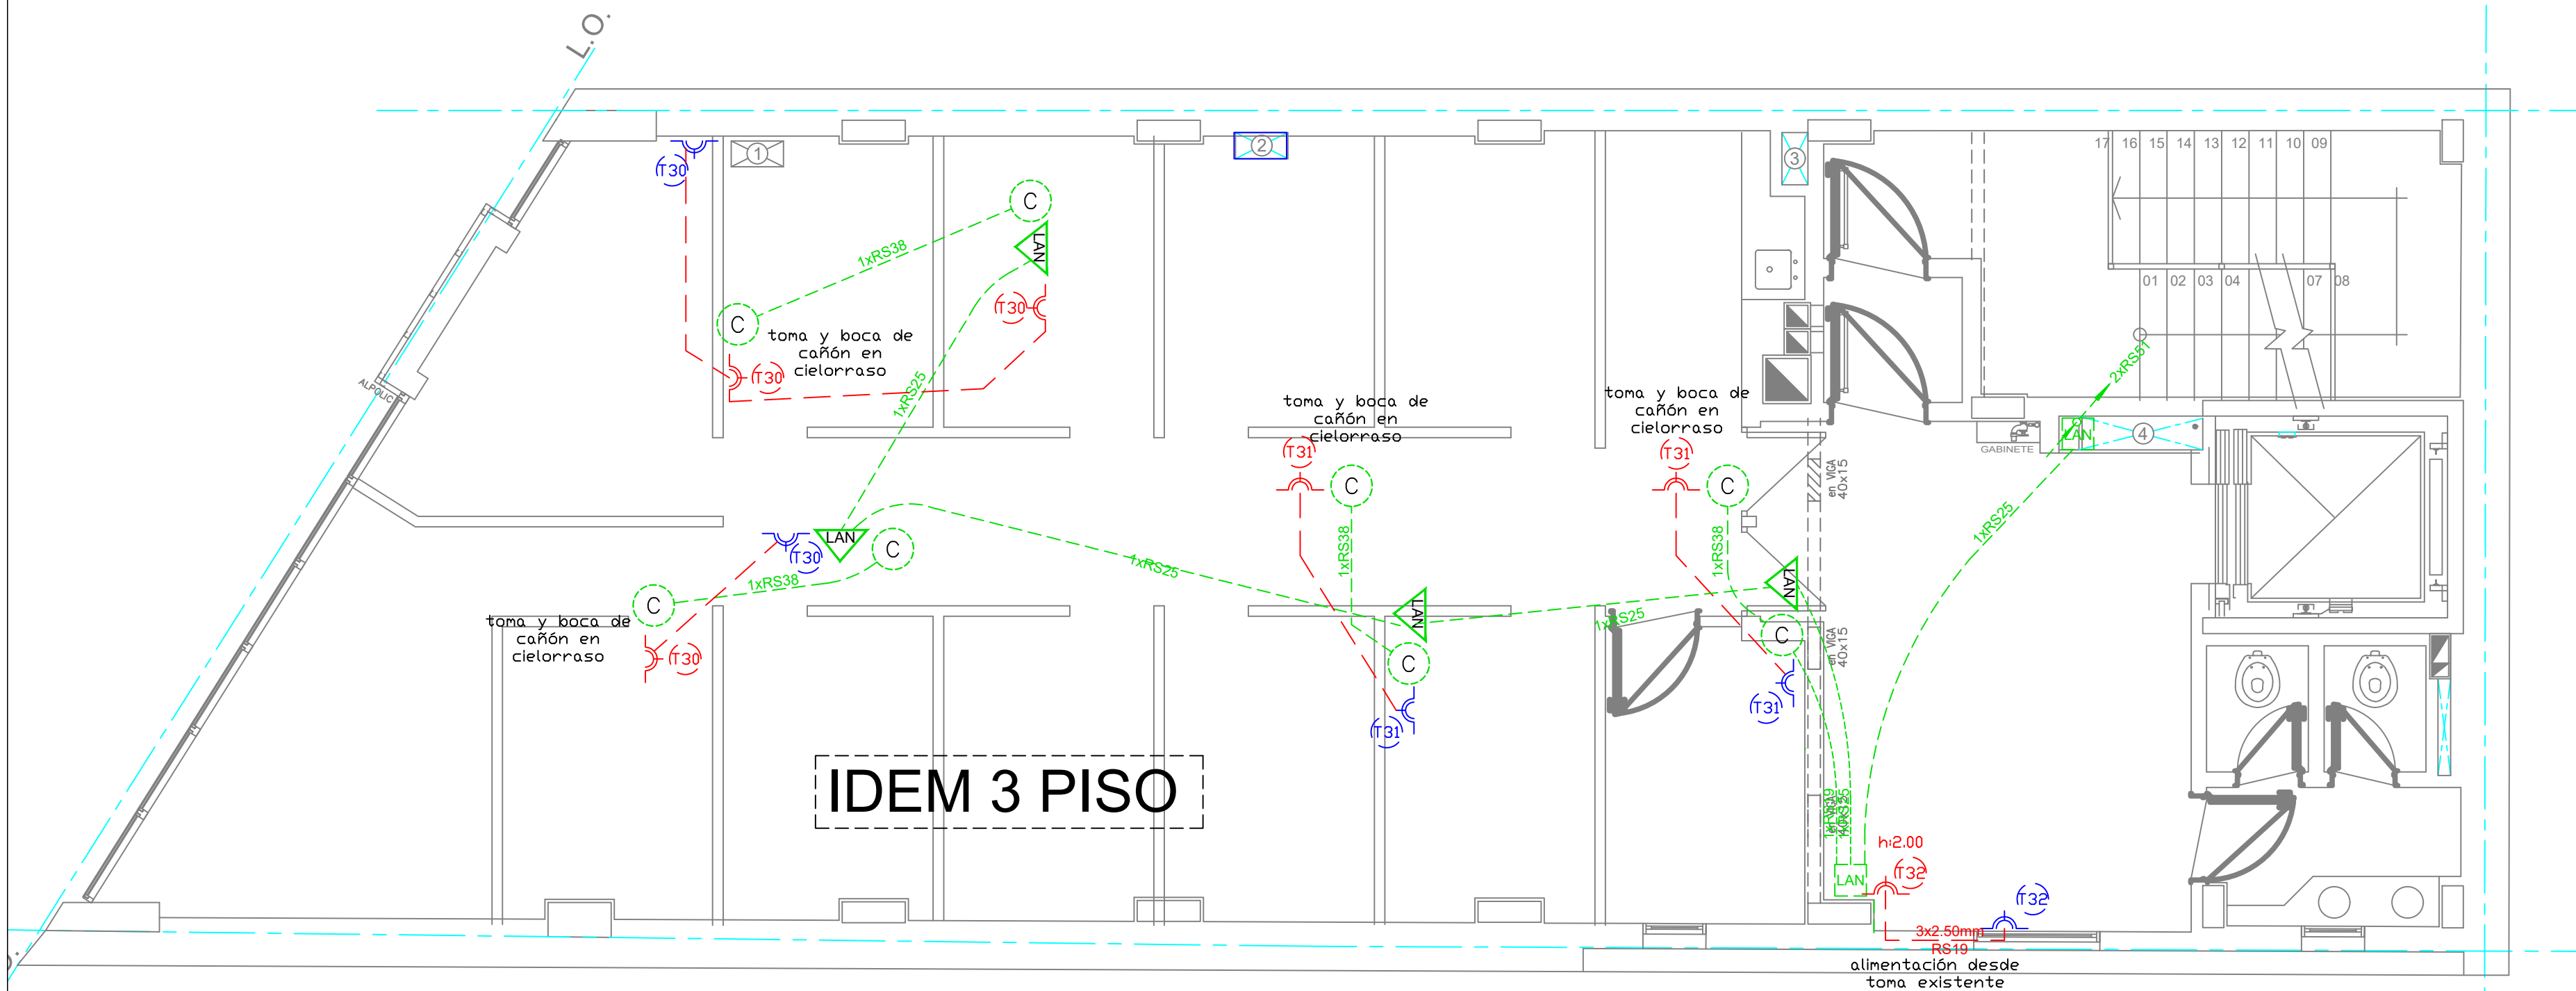 L.O.
17 16 15 14 13 12 11 10 09
T30
1
2
3
C
LAN
1xRS38
01 02 03 04 07 08
T30
C
toma y boca de
cañón en
cielorraso
T30
1xRS25
2xRS51
ALPOLIC
toma y boca de
cañón en
cielorraso
toma y boca de
cañón en
cielorraso
T31
T31
LAN
4
GABINETE
C
C
en VIGA
40x15
1xRS25
LAN
C
T30
1xRS38
1xRS38
1xRS38
1xRS25
LAN
C
LAN
1xRS25
toma y boca de
cañón en
cielorraso
T30
C
C
en VIGA
40x15
T31
T31
IDEM 3 PISO
h:2.00
LAN
T32
T32
3x2.50mm
RS19
alimentación desde
toma existente